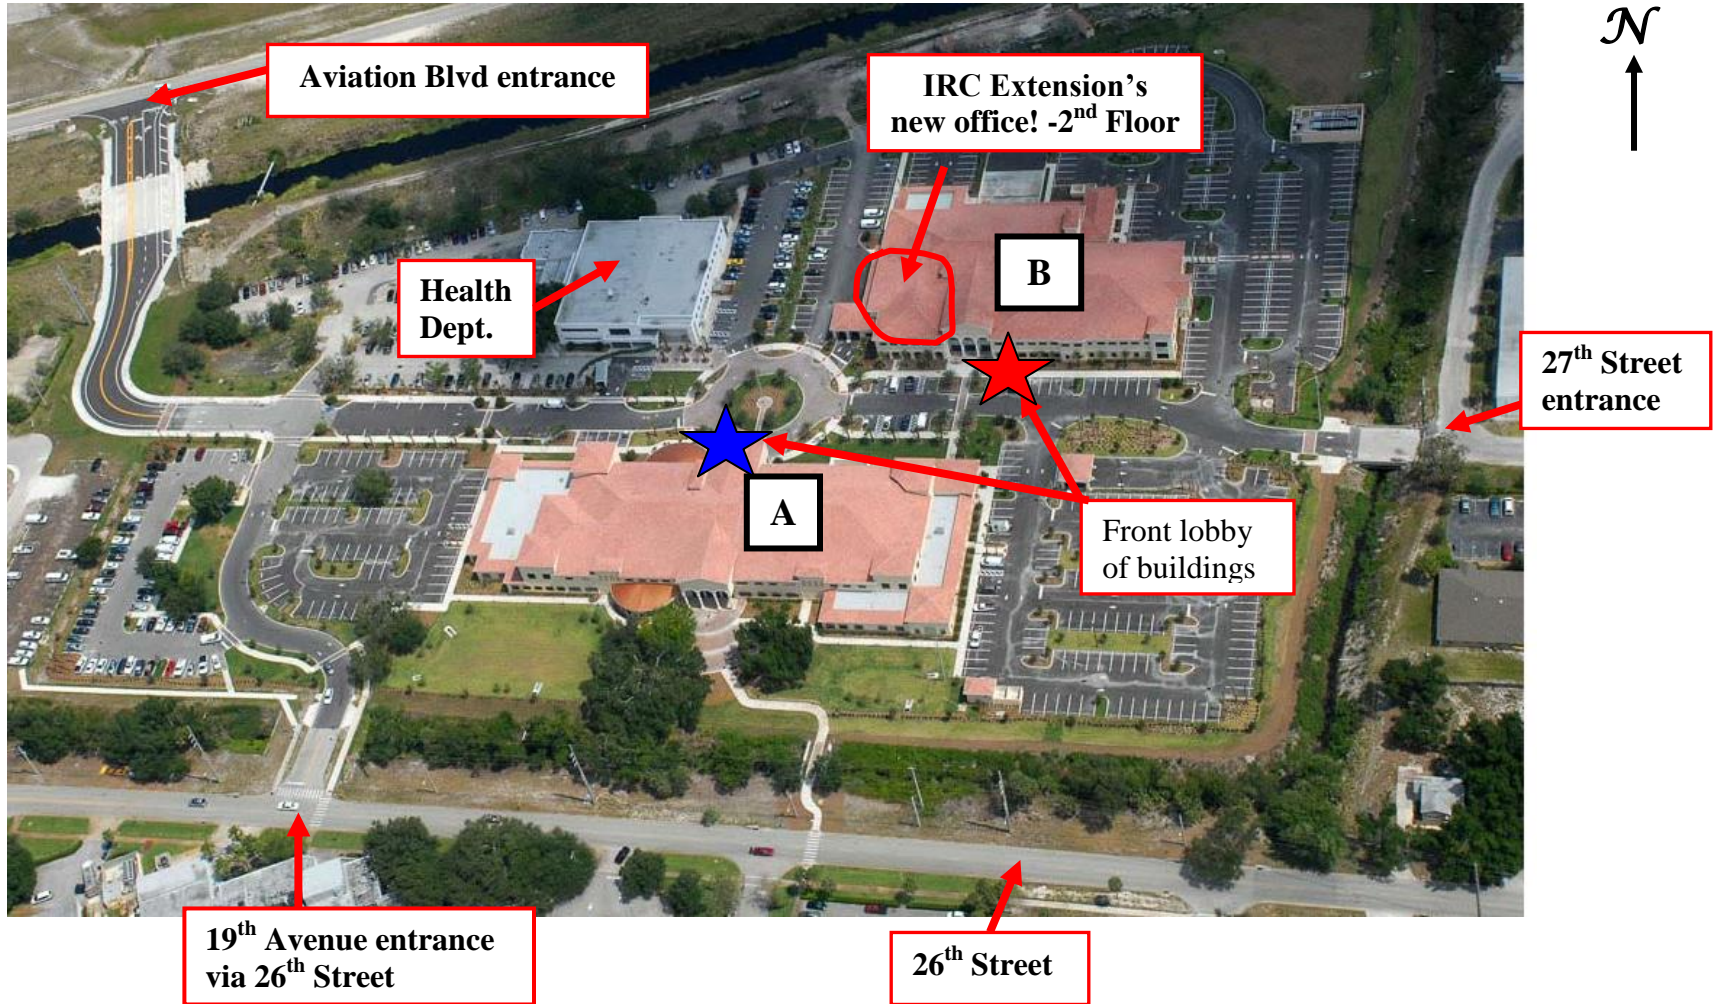 N
Aviation Blvd entrance
IRC Extension's
new office! -2nd Floor
B
Health
Dept.
27th Street
entrance
A
Front lobby
of buildings
19th Avenue entrance
via 26th Street
26th Street